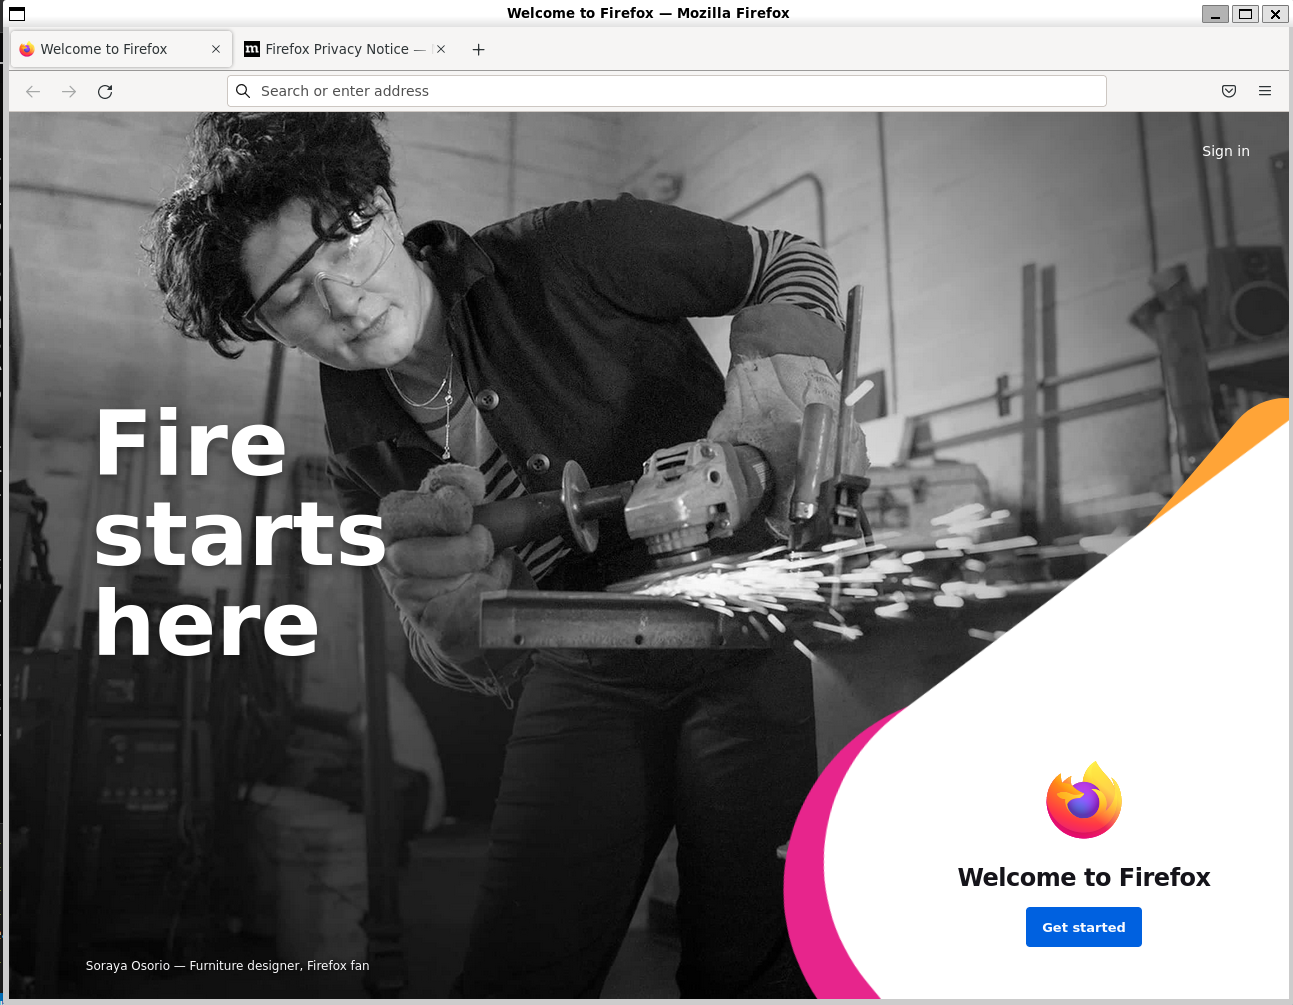 Welcome to Firefox — Mozilla Firefox
Welcome to Firefox
Firefox Privacy Notice —
Search or enter address
Sign in
Fire
starts
here
Welcome to Firefox
Get started
Soraya Osorio — Furniture designer, Firefox fan